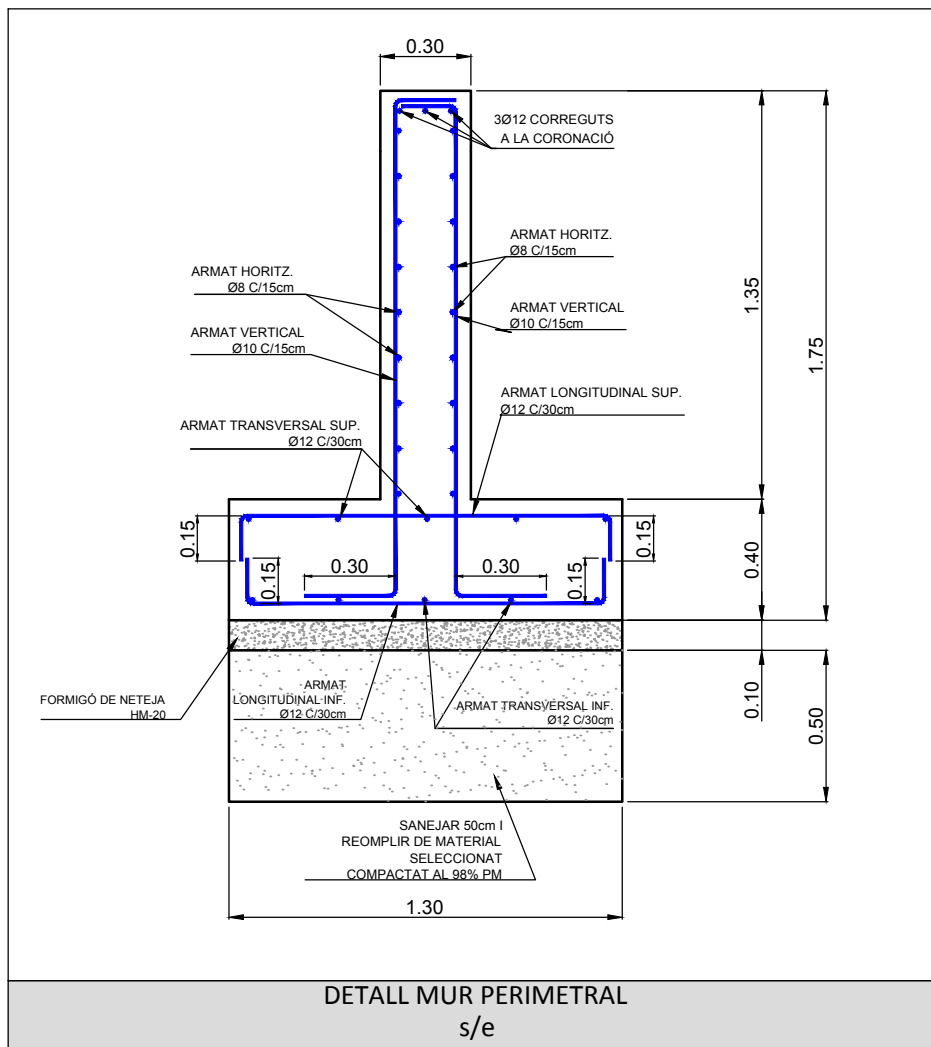 0.30
3Ø12 CORREGUTS
A LA CORONACIÓ
ARMAT HORITZ.
Ø8 C/15cm
ARMAT HORITZ.
Ø8 C/15cm
ARMAT VERTICAL
Ø10 C/15cm
ARMAT VERTICAL
Ø10 C/15cm
1.35
1.75
ARMAT LONGITUDINAL SUP.
Ø12 C/30cm
ARMAT TRANSVERSAL SUP.
Ø12 C/30cm
0.15
0.15
0.30
0.30
0.15
0.15
0.40
FORMIGÓ DE NETEJA
HM-20
ARMAT
LONGITUDINAL INF.
Ø12 C/30cm
ARMAT TRANSVERSAL INF.
Ø12 C/30cm
0.10
0.50
SANEJAR 50cm I
REOMPLIR DE MATERIAL
SELECCIONAT
COMPACTAT AL 98% PM
1.30
DETALL MUR PERIMETRAL
s/e